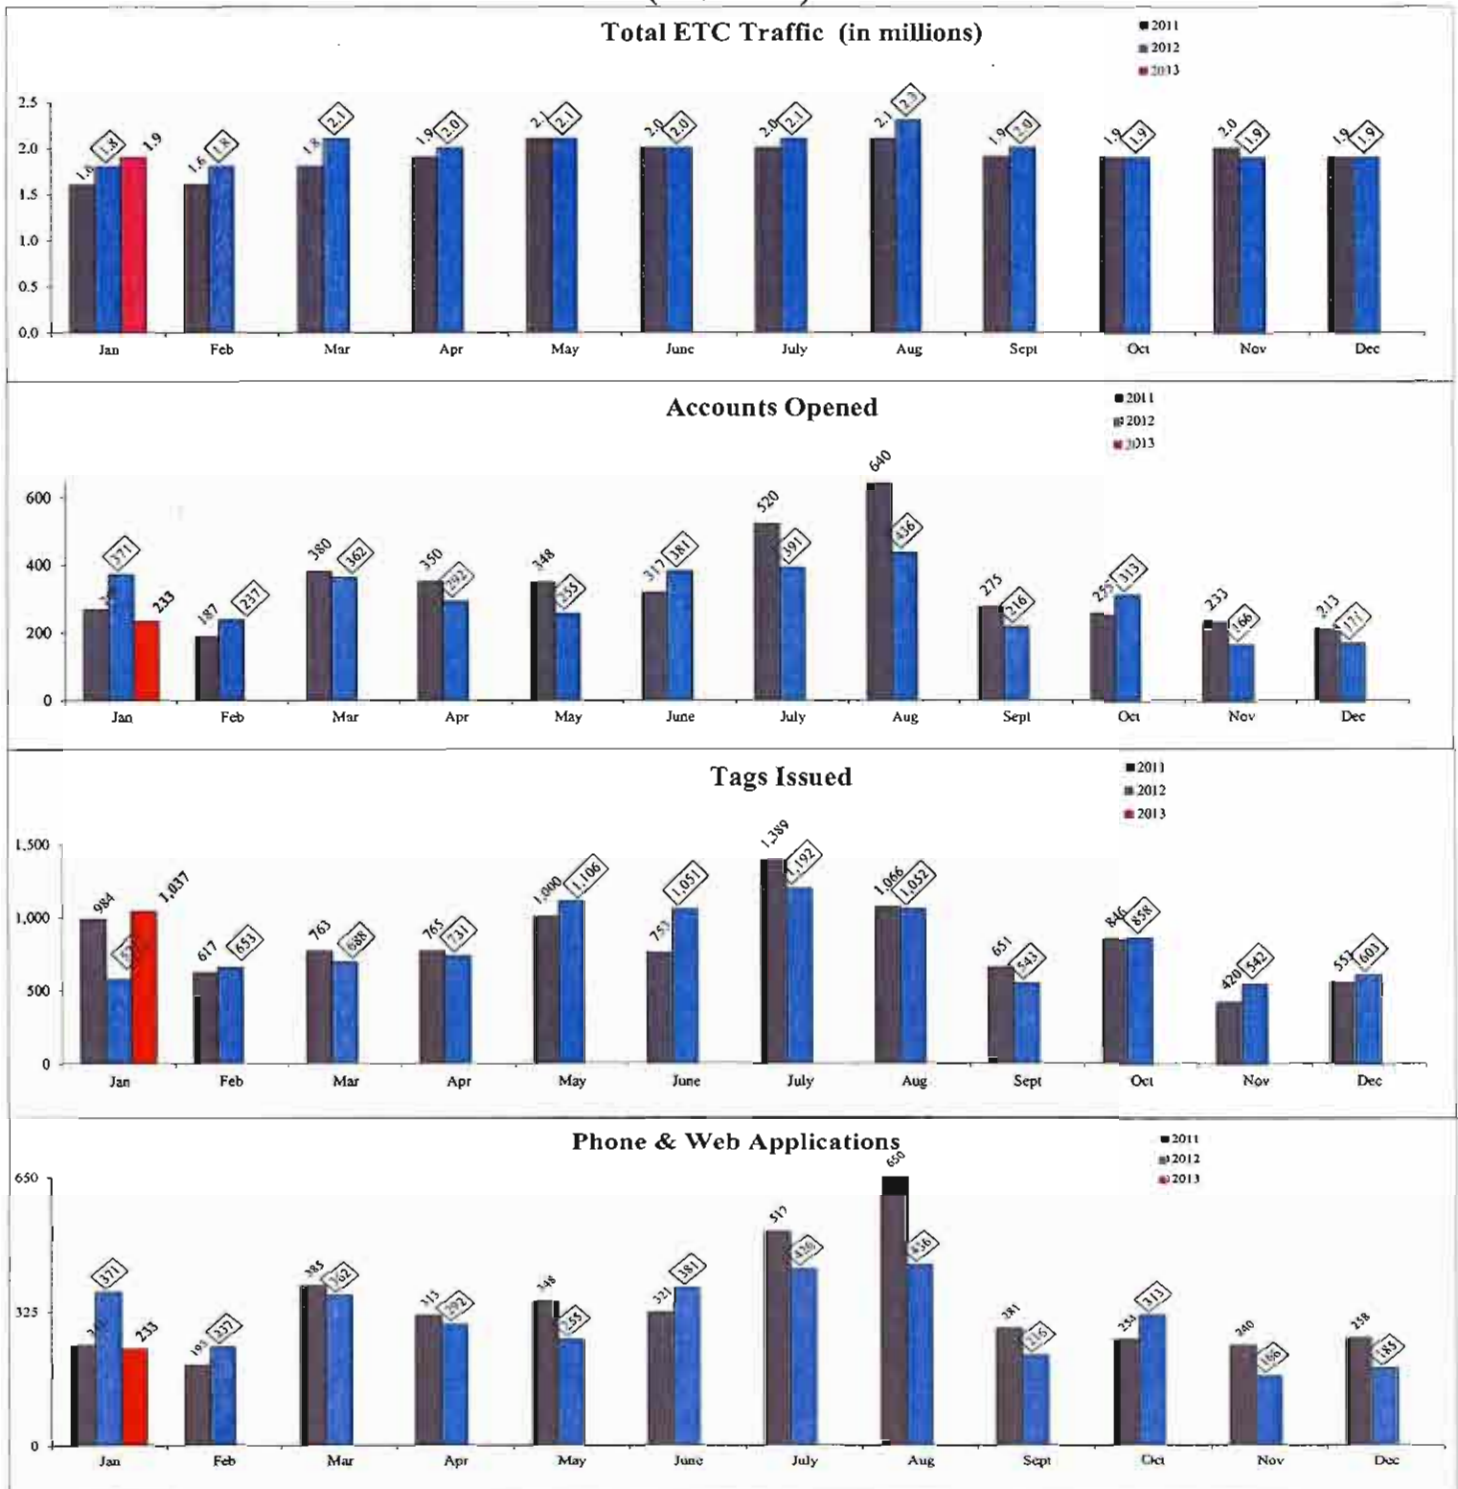 Total ETC Traffic (in millions)
2011
2012
2013
2.5
2.0
1.5
1.0
0.5
0.0
1.6 1.8 1.9 1.6 1.8 1.8 2.1 1.9 2.0 2.1 2.1 2.0 2.0 2.0 2.1 2.1 2.3 1.9 2.0 1.9 1.9 2.0 1.9 1.9 1.9
Jan Feb Mar Apr May June July Aug Sept Oct Nov Dec
Accounts Opened
2011
2012
2013
600
400
200
0
371 233 187 237 380 362 350 292 348 255 317 381 520 391 640 436 275 216 313 233 166 213 171
Jan Feb Mar Apr May June July Aug Sept Oct Nov Dec
Tags Issued
2011
2012
2013
1,500
1,000
500
0
984 1,037 617 653 763 688 765 731 1,000 1,106 753 1,051 1,389 1,192 1,066 1,052 651 543 846 858 420 542 603
Jan Feb Mar Apr May June July Aug Sept Oct Nov Dec
Phone & Web Applications
2011
2012
2013
650
325
0
371 233 193 237 385 362 292 348 255 321 381 517 650 436 281 216 254 313 240 166 258 185
Jan Feb Mar Apr May June July Aug Sept Oct Nov Dec